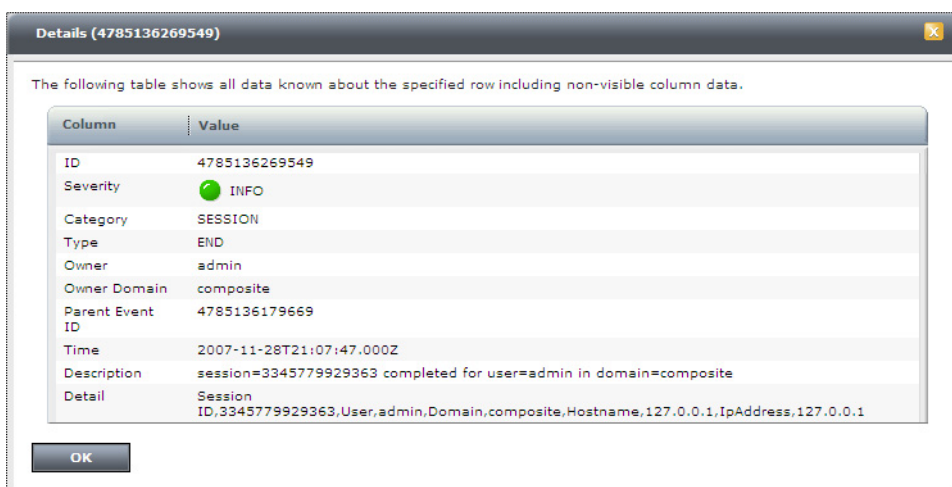 Details (4785136269549)
X
The following table shows all data known about the specified row including non-visible column data.
Column Value
ID 4785136269549
Severity INFO
Category SESSION
Type END
Owner admin
Owner Domain composite
Parent Event ID 4785136179669
Time 2007-11-28T21:07:47.000Z
Description session=3345779929363 completed for user=admin in domain=composite
Detail Session
ID,3345779929363,User,admin,Domain,composite,Hostname,127.0.0.1,IpAddress,127.0.0.1
OK